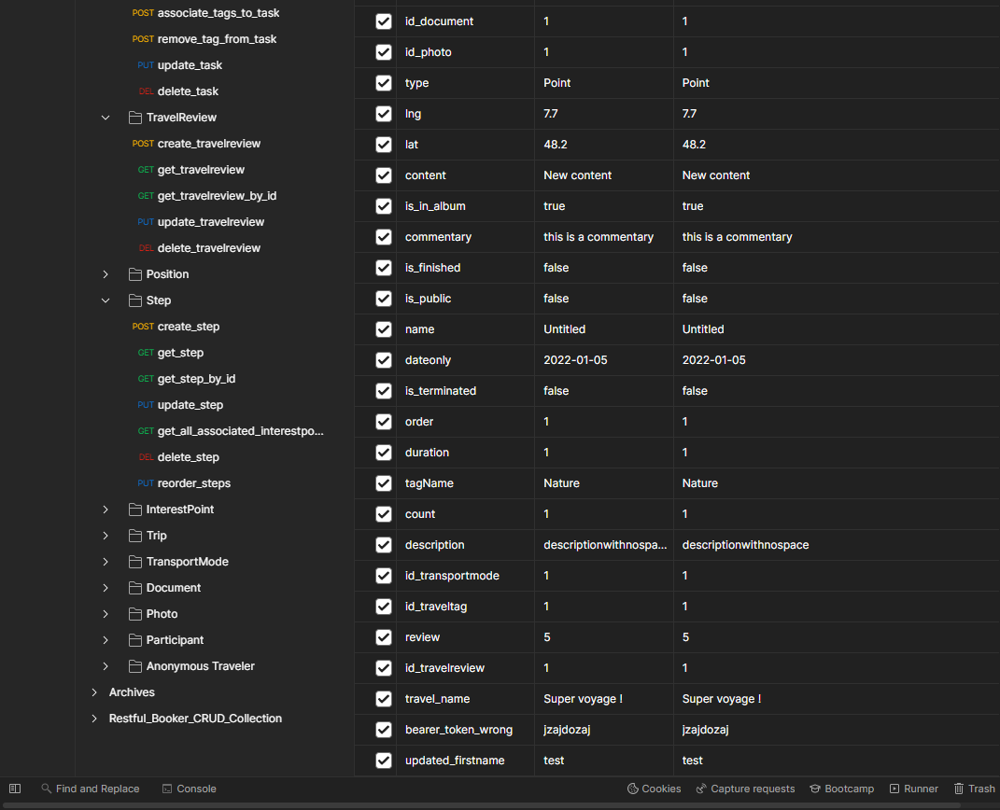 POST associate_tags_to_task
POST remove_tag_from_task
PUT update_task
DEL delete_task
TravelReview
POST create_travelreview
GET get_travelreview
GET get_travelreview_by_id
PUT update_travelreview
DEL delete_travelreview
Position
Step
POST create_step
GET get_step
GET get_step_by_id
PUT update_step
GET get_all_associated_interestpo...
DEL delete_step
PUT reorder_steps
InterestPoint
Trip
TransportMode
Document
Photo
Participant
Anonymous Traveler
Archives
Restful_Booker_CRUD_Collection
id_document 1 1
id_photo 1 1
type Point Point
lng 7.7 7.7
lat 48.2 48.2
content New content New content
is_in_album true true
commentary this is a commentary this is a commentary
is_finished false false
is_public false false
name Untitled Untitled
dateonly 2022-01-05 2022-01-05
is_terminated false false
order 1 1
duration 1 1
tagName Nature Nature
count 1 1
description descriptionwithnospa... descriptionwithnospace
id_transportmode 1 1
id_traveltag 1 1
review 5 5
id_travelreview 1 1
travel_name Super voyage ! Super voyage !
bearer_token_wrong jzajdozaj jzajdozaj
updated_firstname test test
Find and Replace Console Cookies Capture requests Bootcamp Runner Trash